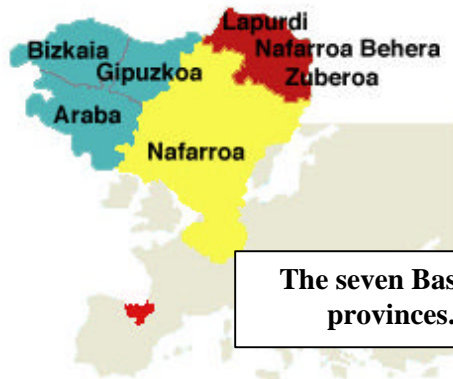 Lapurdi
Bizkaia
Nafarroa Behera
Gipuzkoa
Zuberoa
Araba
Nafarroa
The seven Bas
provinces.